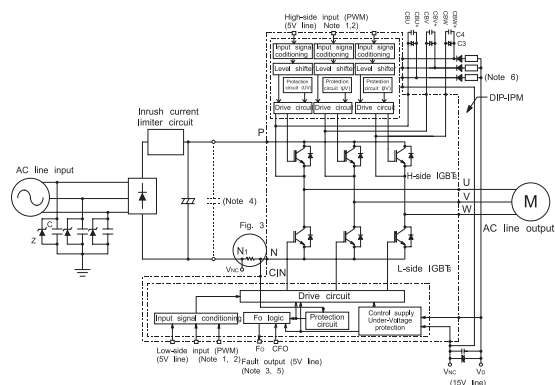 High-side input (PWM)
(5V line) Note 1,2)
CBU
CBU+
CBV
CBV+
CBW
CBW+
C4
C3
Input signal
coditioning
Input signal
coditioning
Input signal
conditioning
Level shifter
Level shifter
Level shifter
Protection
circuit (UV)
Protection
circuit (UV)
Protection
circuit (UV)
Drive circuit
Drive circuit
Drive circuit
(Note 6)
DIP-IPM
Inrush current
limiter circuit
P
AC line input
H-side IGBTs
U
V
W
M
AC line output
(Note 4)
C
Z
Fig. 3
N1
N
VNC
CIN
L-side IGBTs
Drive circuit
Input signal conditioning
Fo logic
Protection
circuit
Control supply
Under-Voltage
protection
Low-side input (PWM)
(5V line) (Note 1, 2)
FO CFO
Fault output (5V line)
(Note 3, 5)
VNC
VD
(15V line)